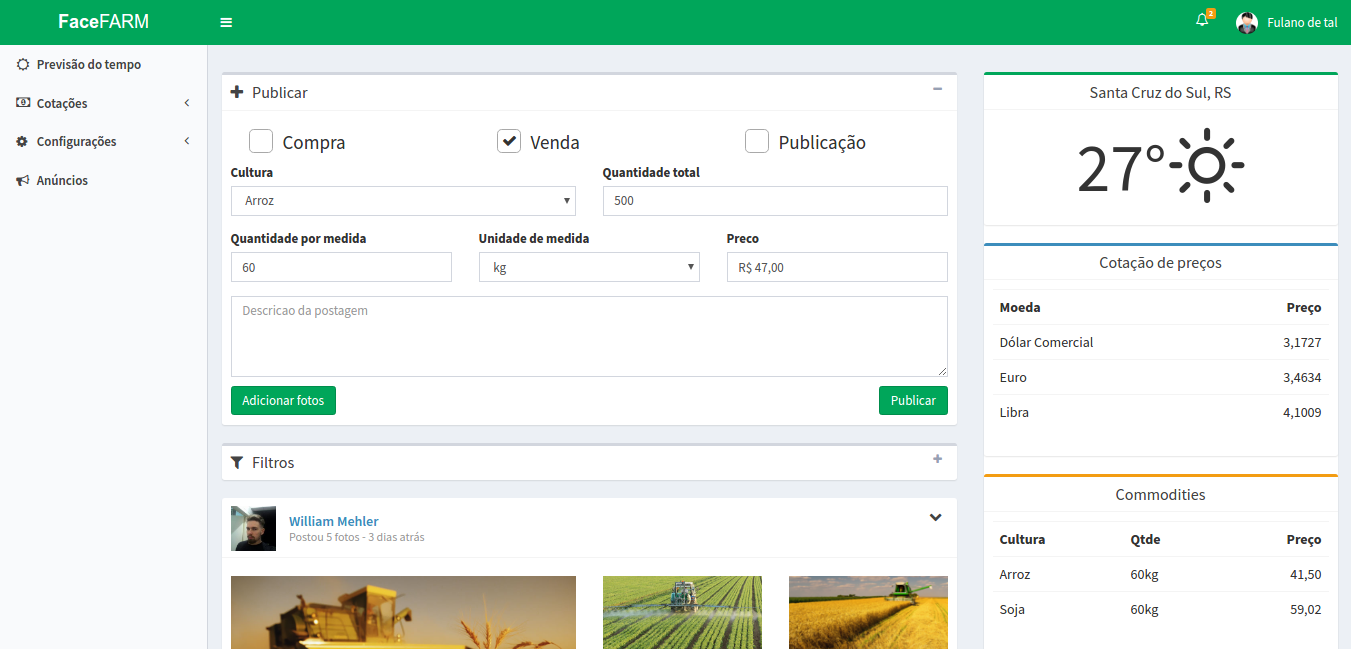 FaceFARM
2
Fulano de tal
Previsão do tempo
Cotações
Configurações
Anúncios
Publicar
Compra
Venda
Publicação
Cultura
Quantidade total
Arroz
500
Quantidade por medida
Unidade de medida
Preco
60
kg
R$ 47,00
Descricao da postagem
Adicionar fotos
Publicar
Filtros
William Mehler
Postou 5 fotos - 3 dias atrás
Santa Cruz do Sul, RS
27°
Cotação de preços
Moeda Preço
Dólar Comercial 3,1727
Euro 3,4634
Libra 4,1009
Commodities
Cultura Qtde Preço
Arroz 60kg 41,50
Soja 60kg 59,02